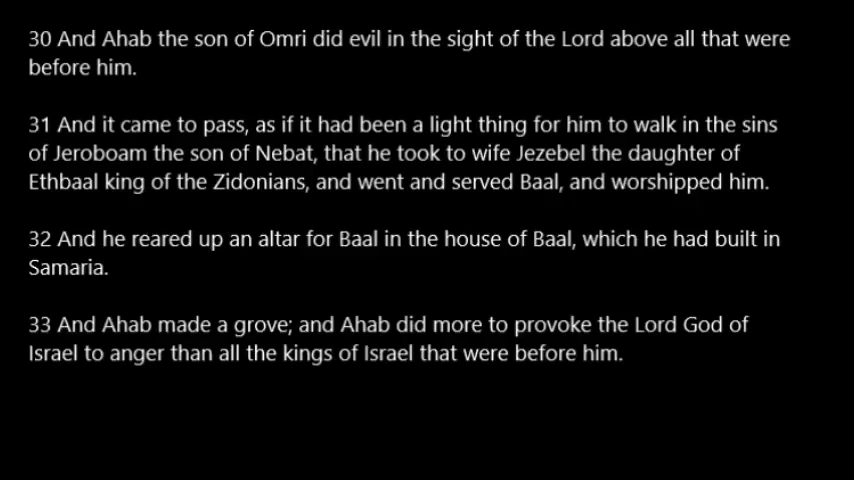 30 And Ahab the son of Omri did evil in the sight of the Lord above all that were
before him.
31 And it came to pass, as if it had been a light thing for him to walk in the sins
of Jeroboam the son of Nebat, that he took to wife Jezebel the daughter of
Ethbaal king of the Zidonians, and went and served Baal, and worshipped him.
32 And he reared up an altar for Baal in the house of Baal, which he had built in
Samaria.
33 And Ahab made a grove; and Ahab did more to provoke the Lord God of
Israel to anger than all the kings of Israel that were before him.